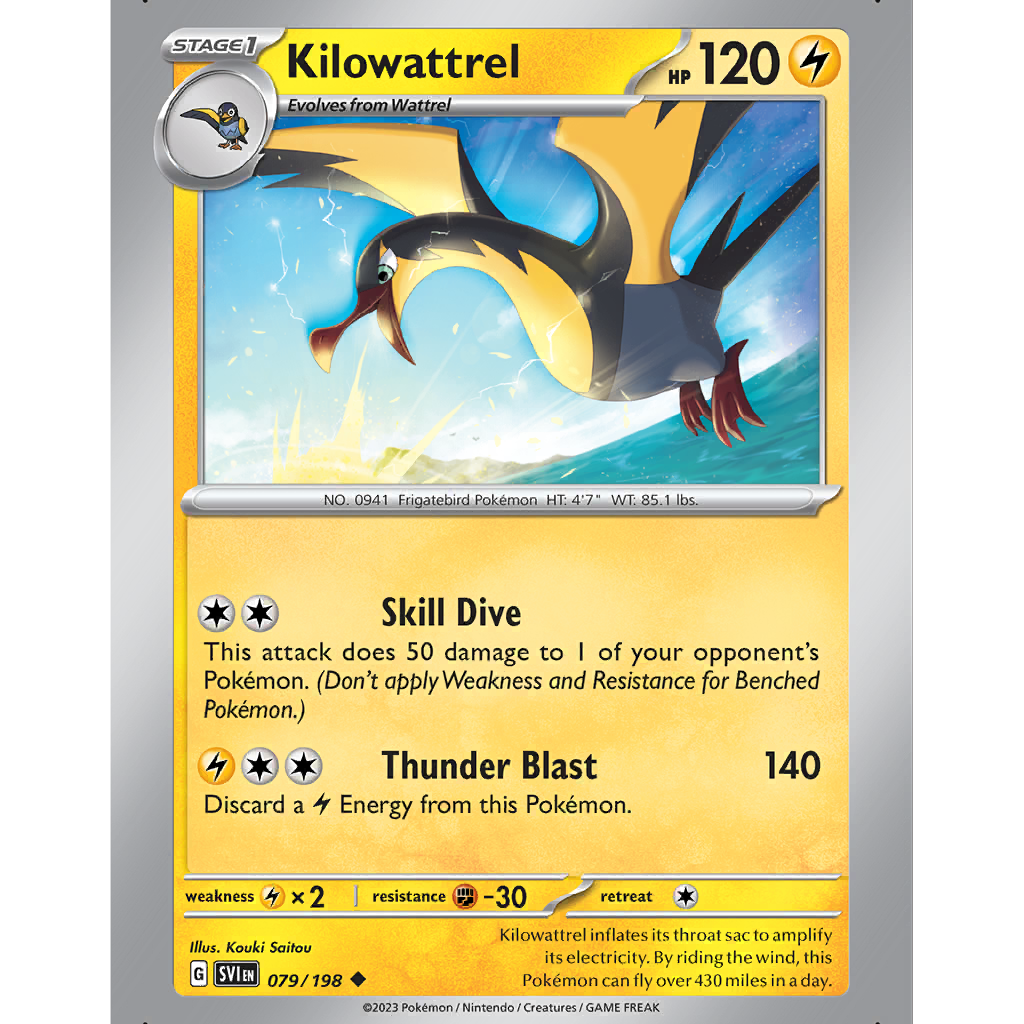 STAGE1
Kilowattrel
HP 120
Evolves from Wattrel
NO. 0941 Frigatebird Pokémon HT: 4'7" WT: 85.1 lbs.
Skill Dive
This attack does 50 damage to 1 of your opponent's
Pokémon. (Don't apply Weakness and Resistance for Benched
Pokémon.)
Thunder Blast 140
Discard a Energy from this Pokémon.
weakness ×2 resistance -30 retreat
Illus. Kouki Saitou
G SVI EN 079/198
Kilowattrel inflates its throat sac to amplify
its electricity. By riding the wind, this
Pokémon can fly over 430 miles in a day.
©2023 Pokémon / Nintendo / Creatures / GAME FREAK